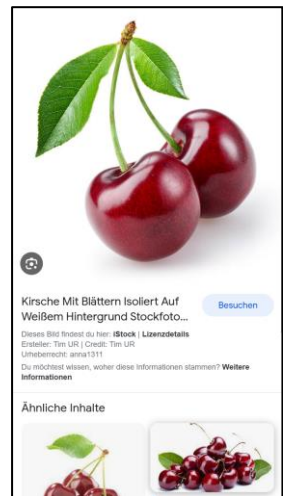 Kirsche Mit Blättern Isoliert Auf
Weißem Hintergrund Stockfoto...
Besuchen
Dieses Bild findest du hier: iStock | Lizenzdetails
Ersteller: Tim UR | Credit: Tim UR
Urheberrecht: anna1311
Du möchtest wissen, woher diese Informationen stammen? Weitere
Informationen
Ähnliche Inhalte